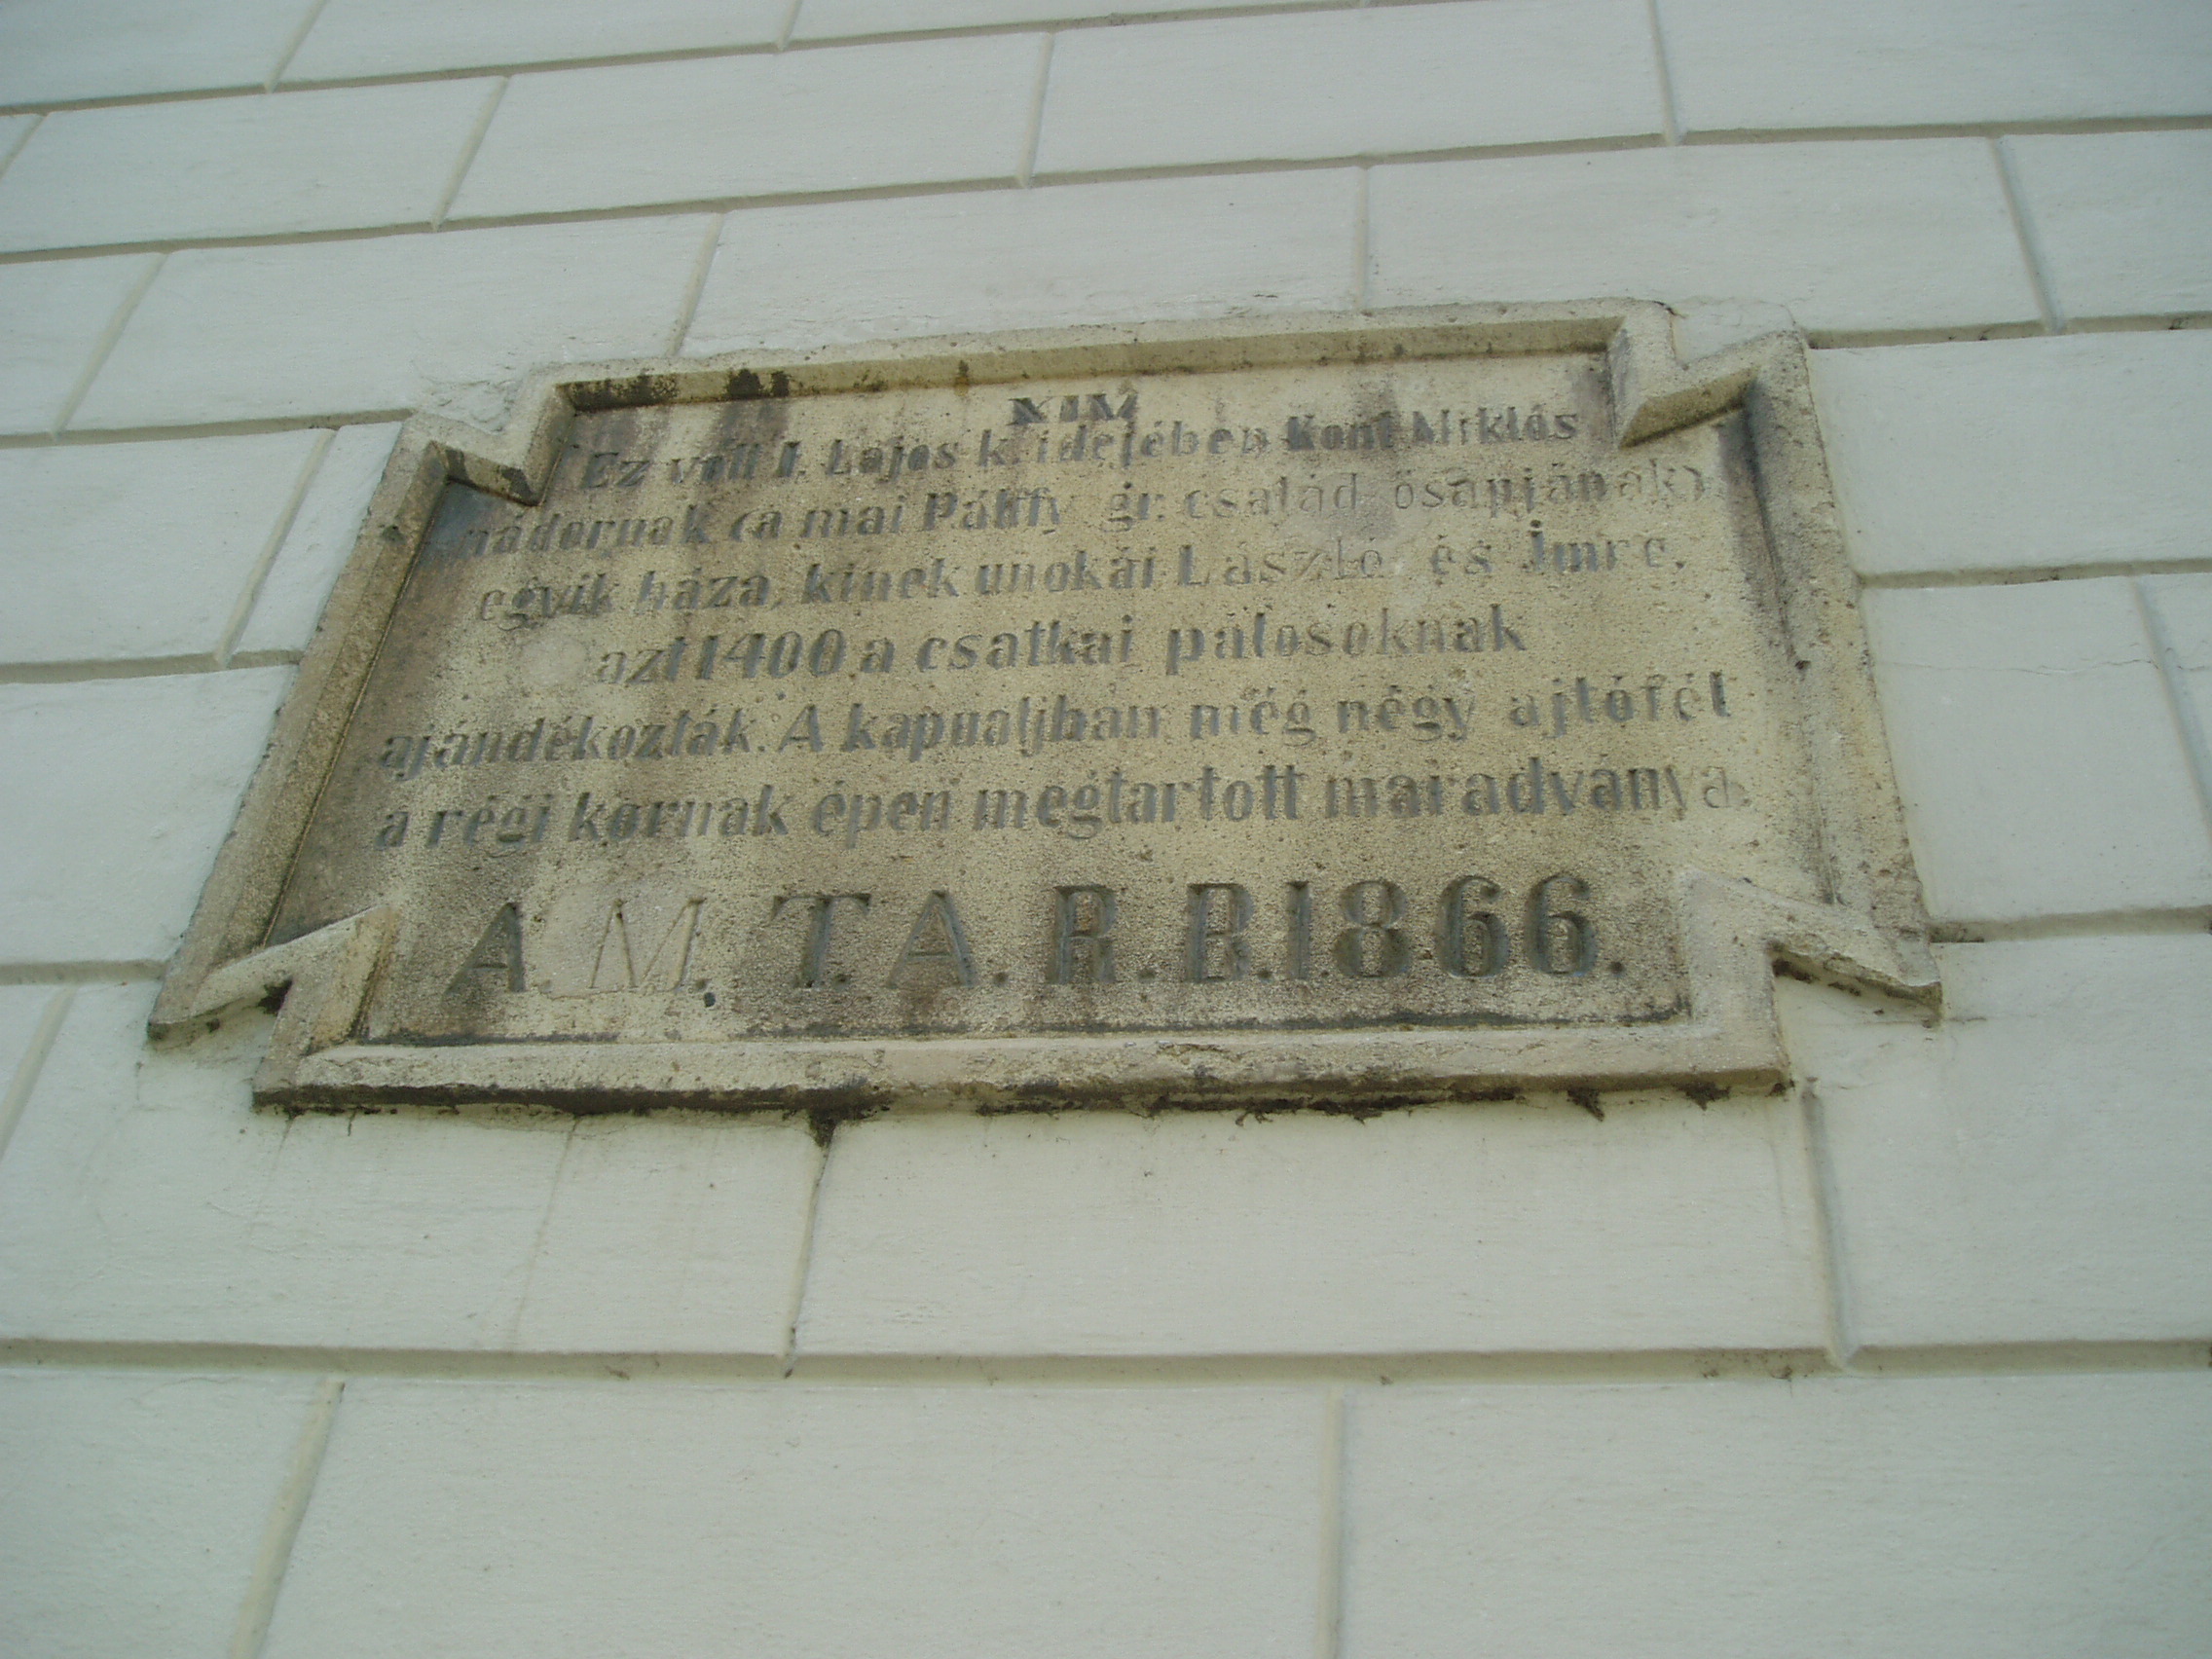 Ez volt I. Lajos k. idejében Kont Miklós
nádornak (a mai Pálffy gr. család ősapjának)
egyik háza, kinek unokái László és Imre,
azt 1400 a csatkai pálosoknak
ajándékozták. A kapualjban még négy ajtófél
a régi kornak épen megtartott maradványa.
A. M. T. A. R. B. 1866.